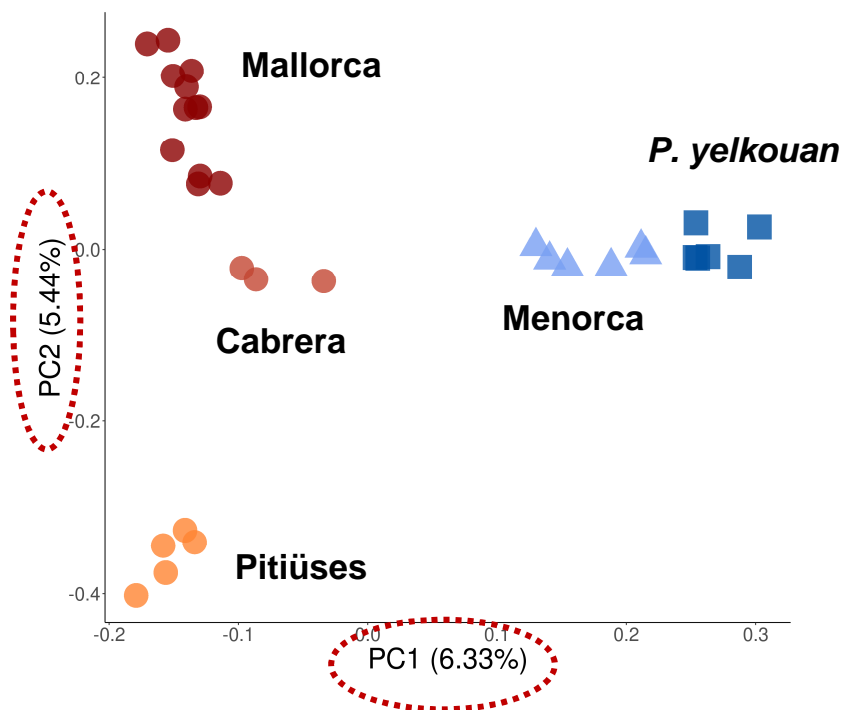 Mallorca
0.2
P. yelkouan
0.0
PC2 (5.44%)
Menorca
Cabrera
-0.2
Pitiüses
-0.4
-0.2
-0.1
0.0
0.1
0.2
0.3
PC1 (6.33%)